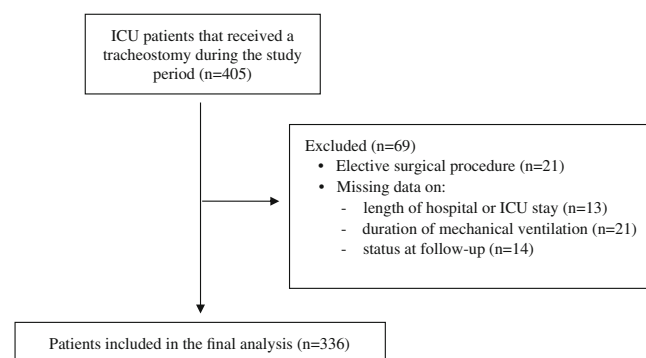 ICU patients that received a
tracheostomy during the study
period (n=405)
Excluded (n=69)
• Elective surgical procedure (n=21)
• Missing data on:
- length of hospital or ICU stay (n=13)
- duration of mechanical ventilation (n=21)
- status at follow-up (n=14)
Patients included in the final analysis (n=336)